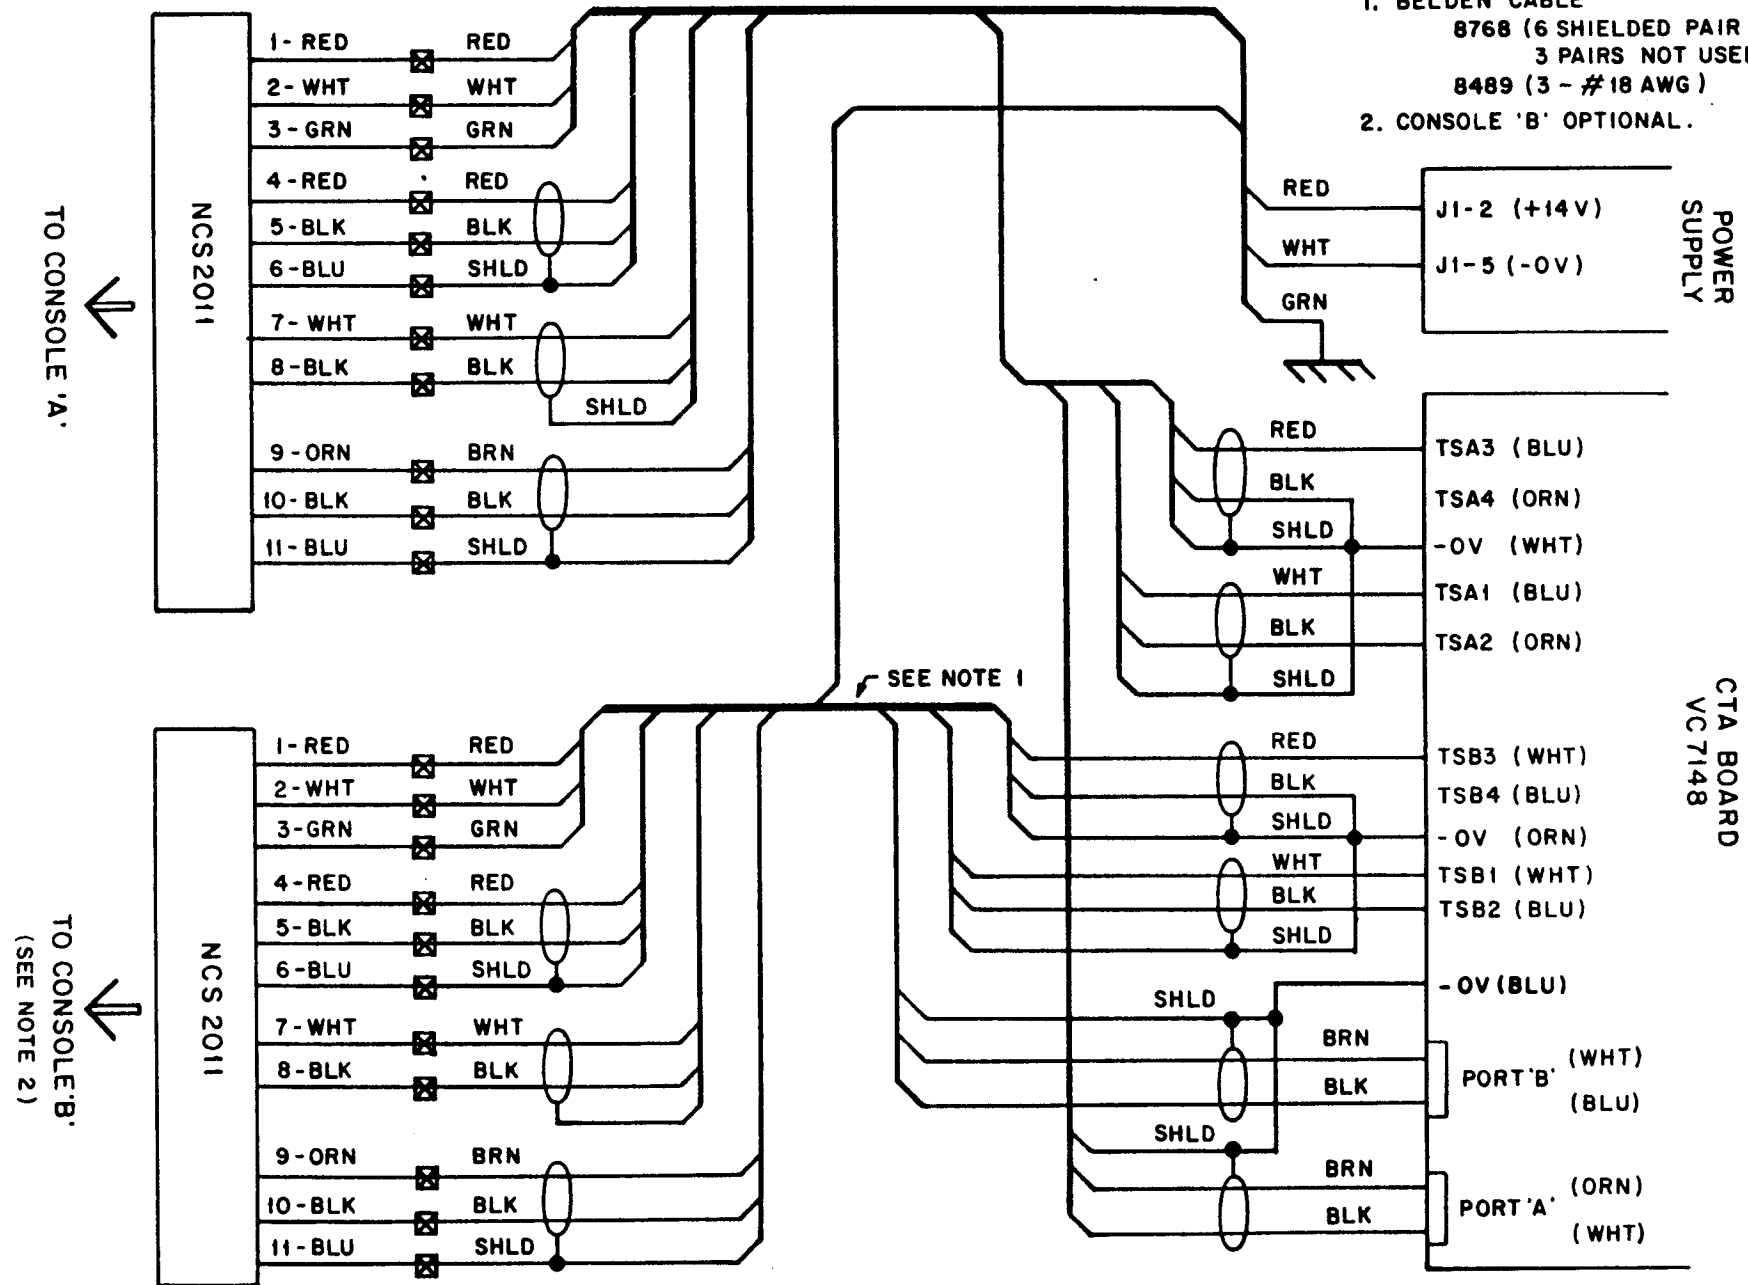 1. BELDEN CABLE
8768 (6 SHIELDED PAIR
3 PAIRS NOT USED
8489 (3 - #18 AWG)
2. CONSOLE 'B' OPTIONAL.
TO CONSOLE 'A'
NCS2011
1-RED RED
2-WHT WHT
3-GRN GRN
4-RED RED
5-BLK BLK
6-BLU SHLD
7-WHT WHT
8-BLK BLK
SHLD
9-ORN BRN
10-BLK BLK
11-BLU SHLD
POWER
SUPPLY
RED J1-2 (+14V)
WHT J1-5 (-0V)
GRN
CTA BOARD
VC7148
RED TSA3 (BLU)
BLK TSA4 (ORN)
SHLD -0V (WHT)
WHT TSA1 (BLU)
BLK TSA2 (ORN)
SHLD
SEE NOTE 1
RED TSB3 (WHT)
BLK TSB4 (BLU)
SHLD -0V (ORN)
WHT TSB1 (WHT)
BLK TSB2 (BLU)
SHLD
-0V (BLU)
SHLD
BRN (WHT)
PORT 'B'
BLK (BLU)
SHLD
BRN (ORN)
PORT 'A'
BLK (WHT)
TO CONSOLE 'B'
(SEE NOTE 2)
NCS 2011
1-RED RED
2-WHT WHT
3-GRN GRN
4-RED RED
5-BLK BLK
6-BLU SHLD
7-WHT WHT
8-BLK BLK
9-ORN BRN
10-BLK BLK
11-BLU SHLD